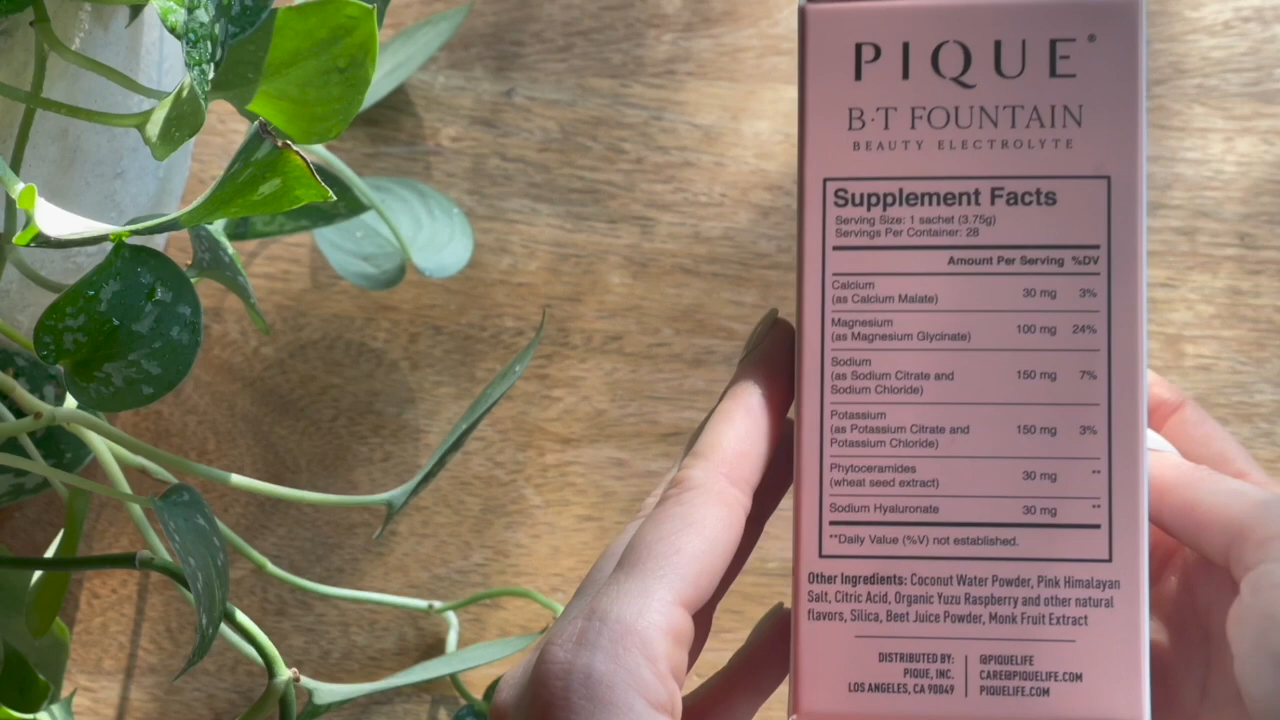 PIQUE®
B·T FOUNTAIN
BEAUTY ELECTROLYTE
Supplement Facts
Serving Size: 1 sachet (3.75g)
Servings Per Container: 28
Amount Per Serving %DV
Calcium
(as Calcium Malate) 30 mg 3%
Magnesium
(as Magnesium Glycinate) 100 mg 24%
Sodium
(as Sodium Citrate and 150 mg 7%
Sodium Chloride)
Potassium
(as Potassium Citrate and 150 mg 3%
Potassium Chloride)
Phytoceramides
(wheat seed extract) 30 mg **
Sodium Hyaluronate 30 mg **
**Daily Value (%V) not established.
Other Ingredients: Coconut Water Powder, Pink Himalayan
Salt, Citric Acid, Organic Yuzu Raspberry and other natural
flavors, Silica, Beet Juice Powder, Monk Fruit Extract
DISTRIBUTED BY:
PIQUE, INC.
LOS ANGELES, CA 90049
@PIQUELIFE
CARE@PIQUELIFE.COM
PIQUELIFE.COM